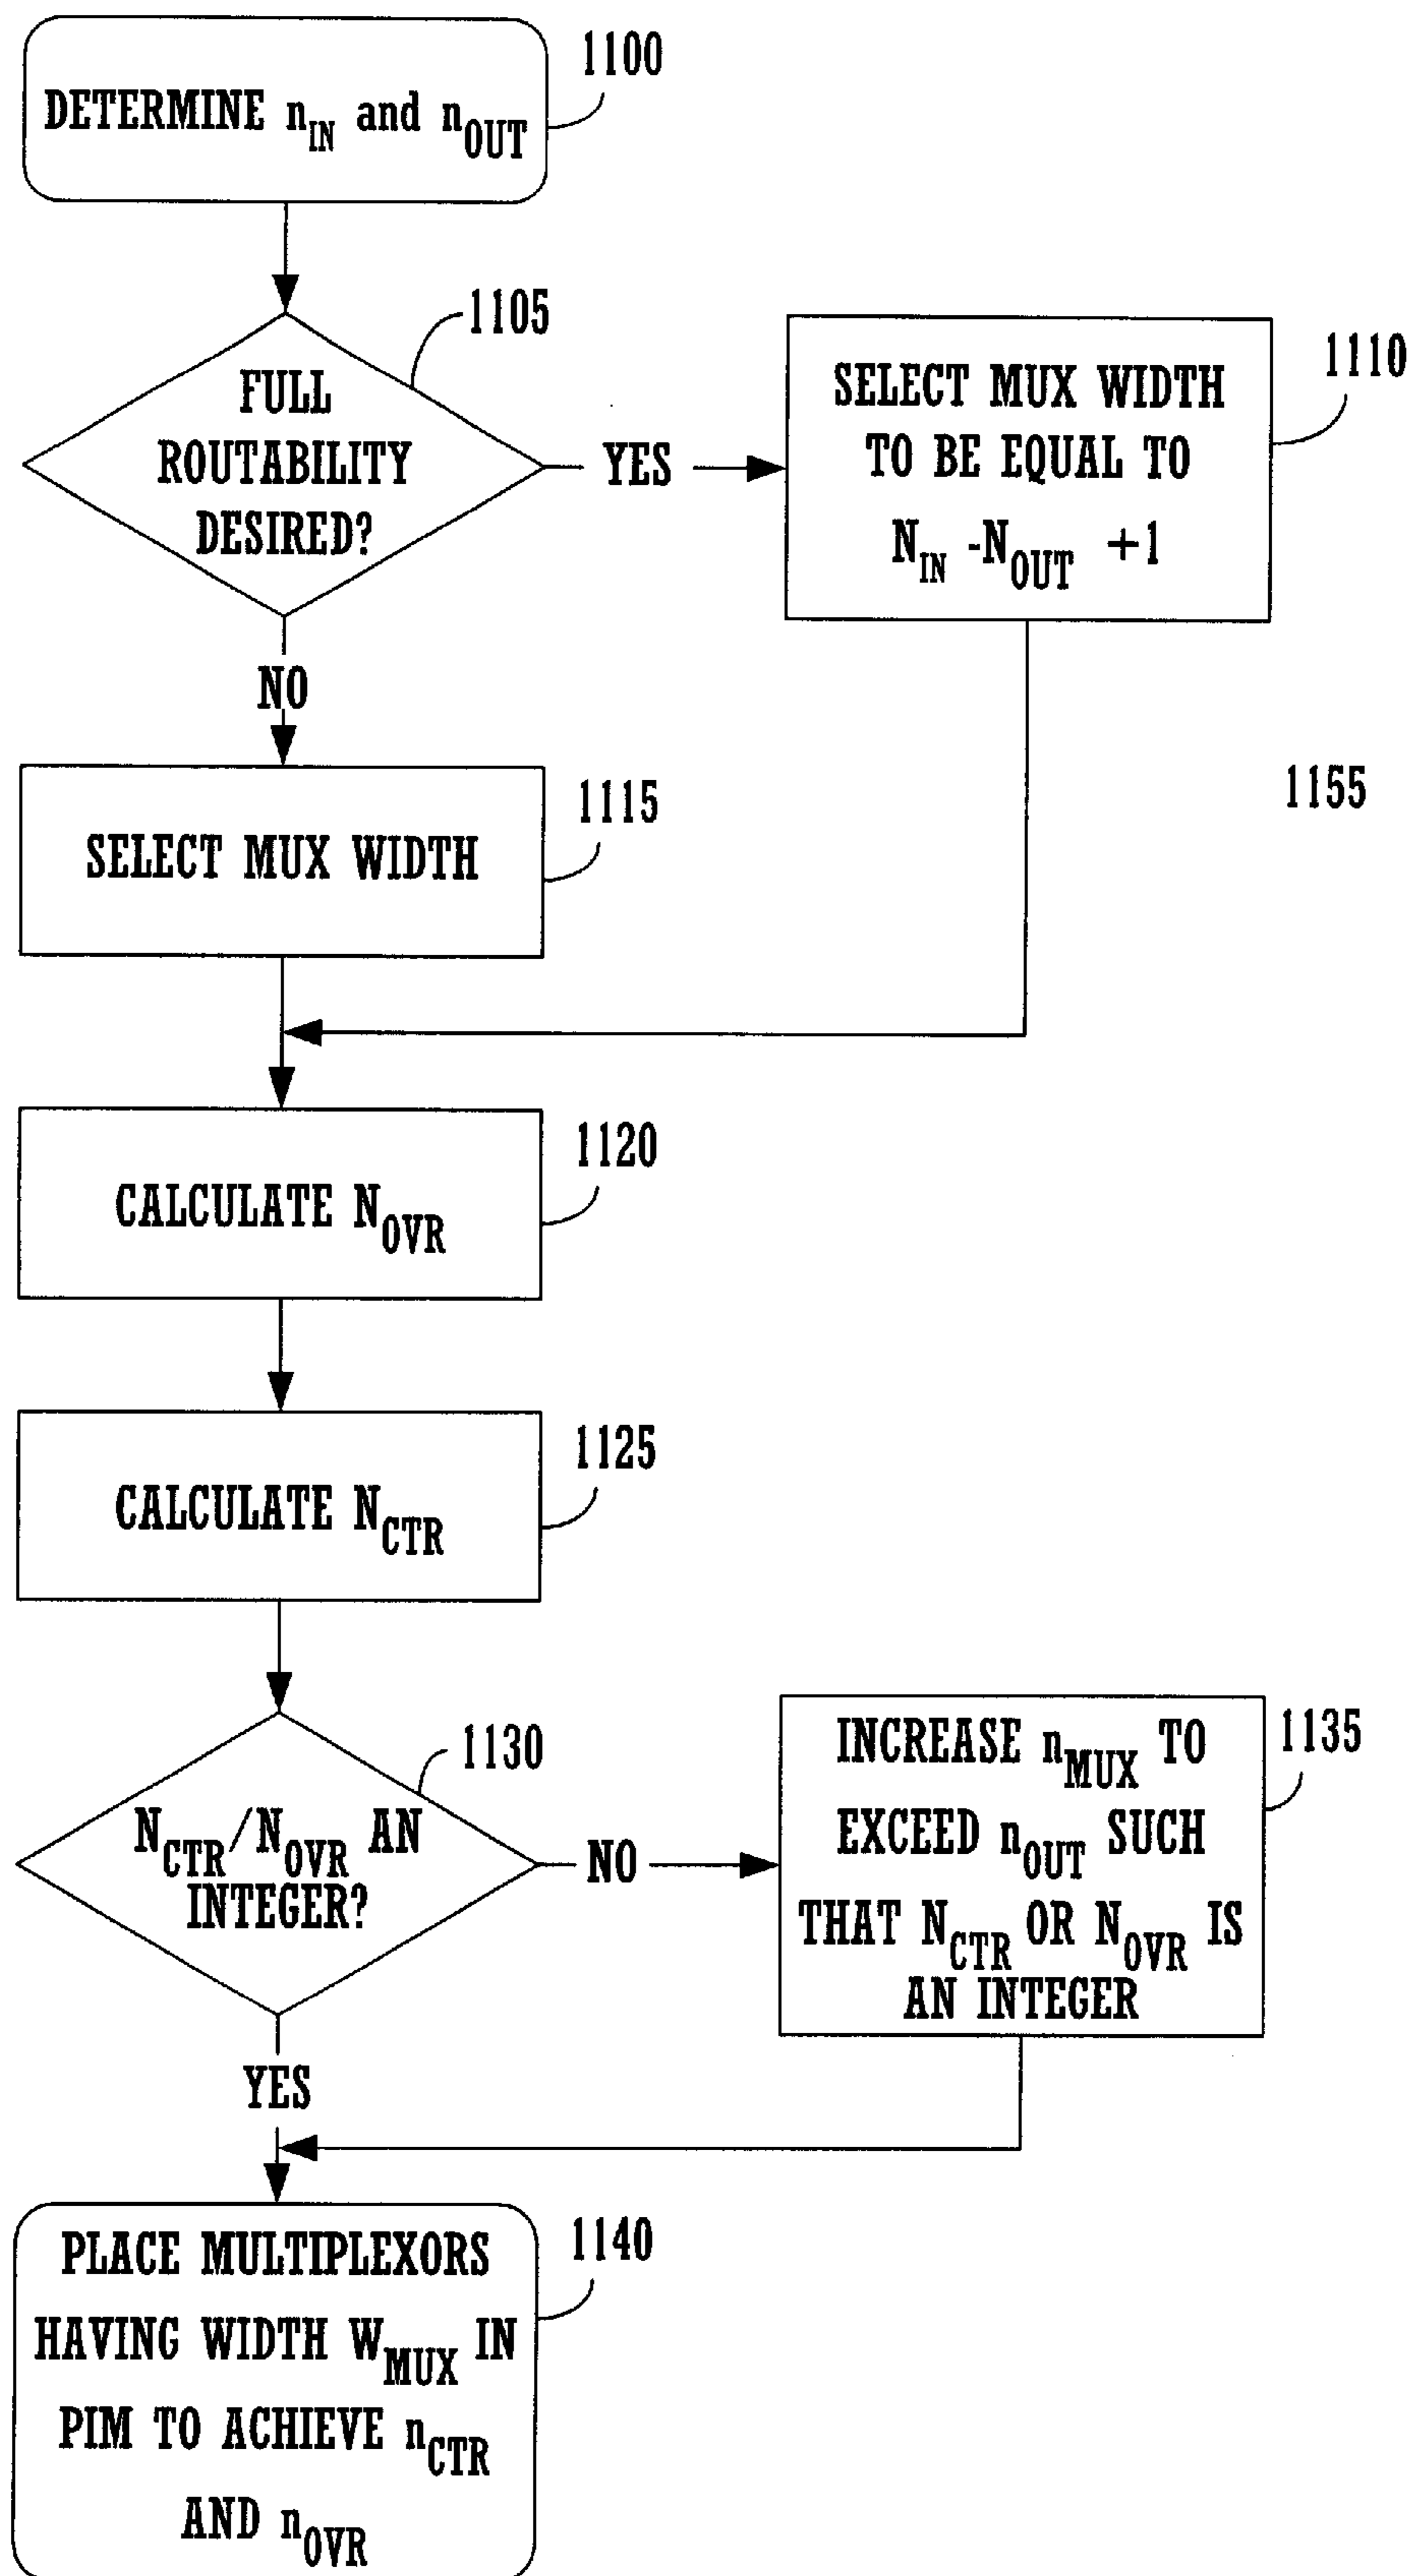 1100
DETERMINE nIN and nOUT
1105
FULL
ROUTABILITY
DESIRED?
YES
1110
SELECT MUX WIDTH
TO BE EQUAL TO
NIN -NOUT +1
NO
1115
SELECT MUX WIDTH
1155
1120
CALCULATE NOVR
1125
CALCULATE NCTR
1130
NCTR/NOVR AN
INTEGER?
NO
1135
INCREASE nMUX TO
EXCEED nOUT SUCH
THAT NCTR OR NOVR IS
AN INTEGER
YES
1140
PLACE MULTIPLEXORS
HAVING WIDTH WMUX IN
PIM TO ACHIEVE nCTR
AND nOVR